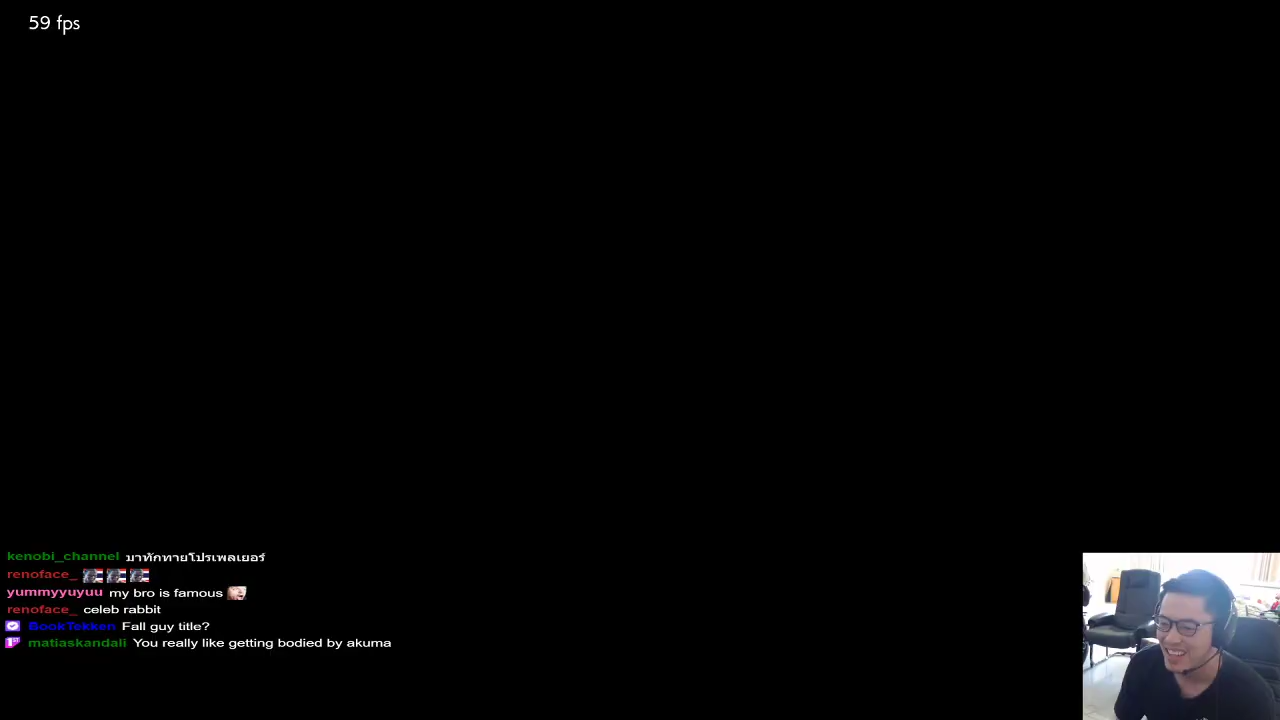 59 fps
kenobi_channel มาทักทายโปรเพลเยอร์
renoface_
yummyyuyuu my bro is famous
renoface_ celeb rabbit
BookTekken Fall guy title?
matiaskandali You really like getting bodied by akuma